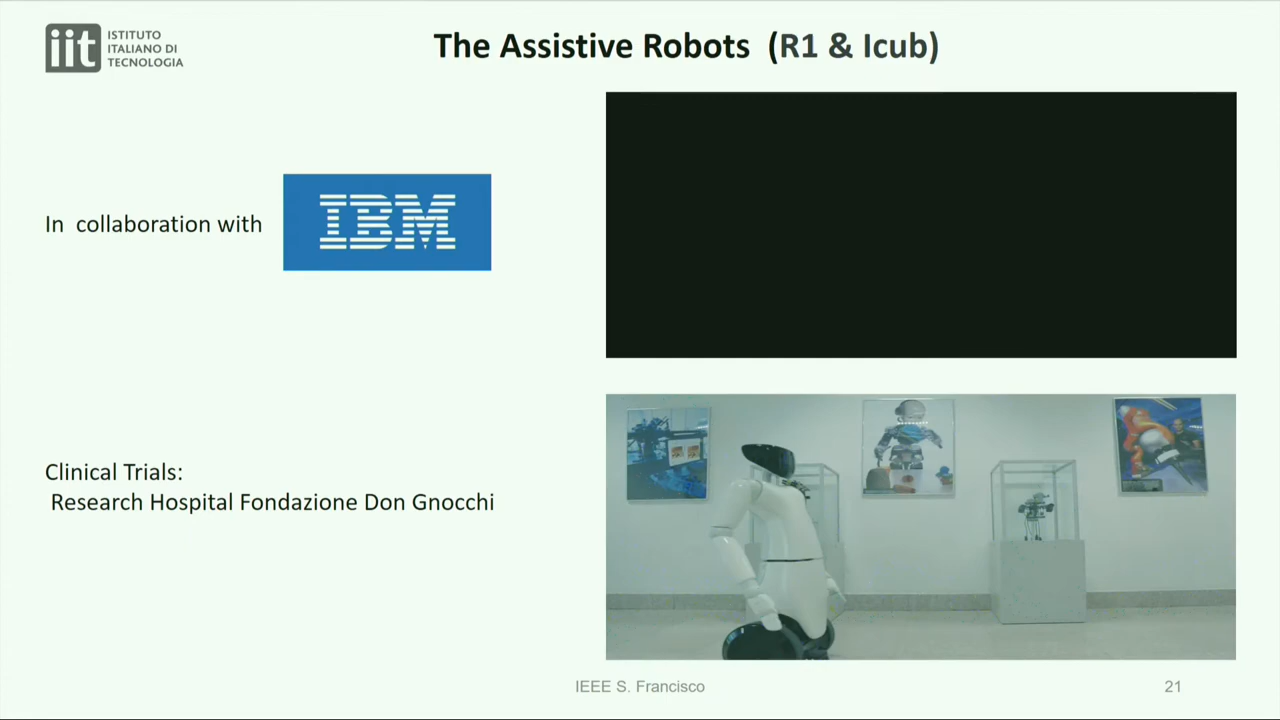 iit ISTITUTO
ITALIANO DI
TECNOLOGIA
The Assistive Robots (R1 & Icub)
In collaboration with
IBM
Clinical Trials:
Research Hospital Fondazione Don Gnocchi
IEEE S. Francisco
21